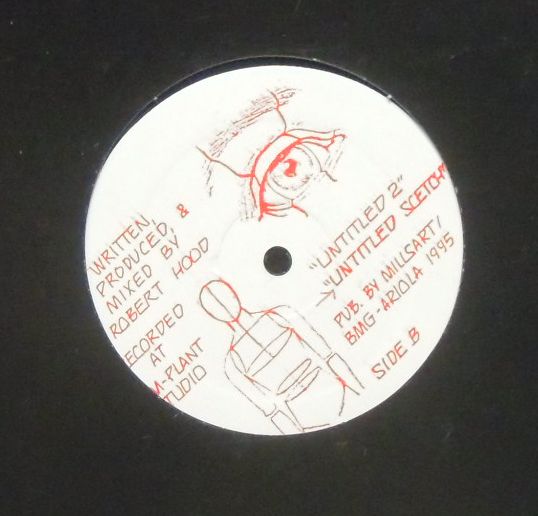 WRITTEN,
PRODUCED, &
MIXED BY
ROBERT HOOD
ECORDED
AT
M-PLANT
TUDIO
"UNTITLED 2"
"UNTITLED SCETCH"
PUB. BY MILLSART/
BMG-ARIOLA 1995
SIDE B